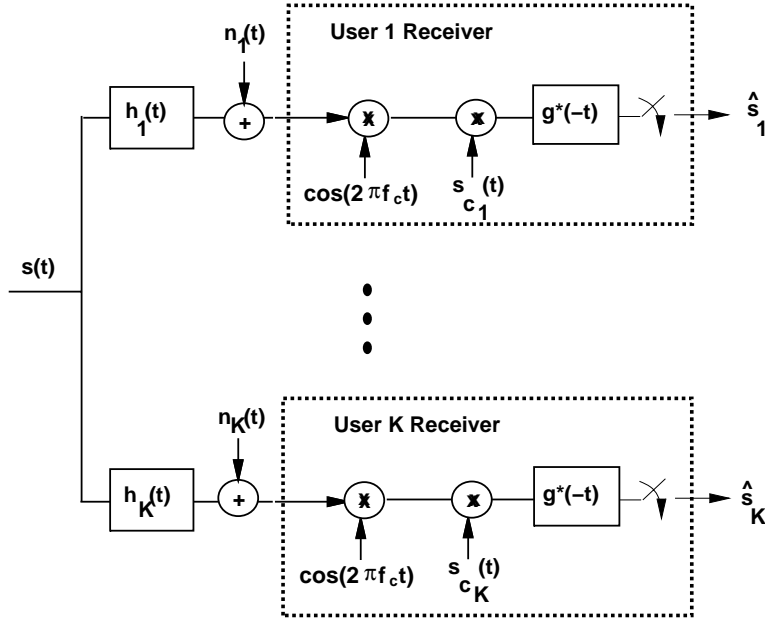 n1(t)
User 1 Receiver
h1(t)
+
x
x
g*(-t)
ŝ1
cos(2πfct)
sc1(t)
s(t)
nK(t)
User K Receiver
hK(t)
+
x
x
g*(-t)
ŝK
cos(2πfct)
scK(t)